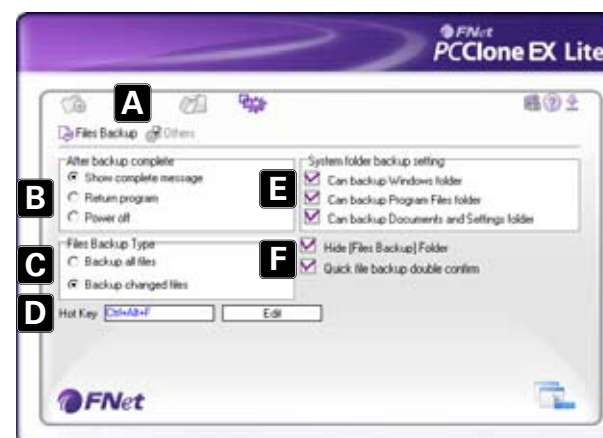 FNet
PCClone EX Lite
A
Files Backup Others
After backup complete
Show complete message
B
Return program
Power off
System folder backup setting
E
Can backup Windows folder
Can backup Program Files folder
Can backup Documents and Settings folder
Files Backup Type
C
Backup all files
Backup changed files
F
Hide [Files Backup] Folder
Quick file backup double confirm
D
Hot Key Ctrl+Alt+F Edit
FNet